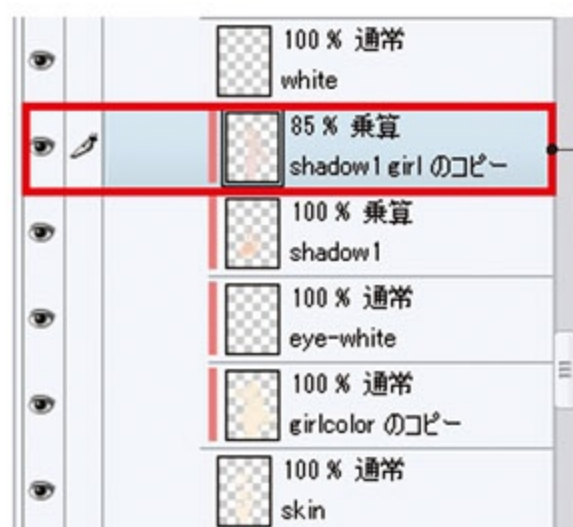 100 % 通常
white
85 % 乗算
shadow1 girl のコピー
100 % 乗算
shadow1
100 % 通常
eye-white
100 % 通常
girlcolor のコピー
100 % 通常
skin